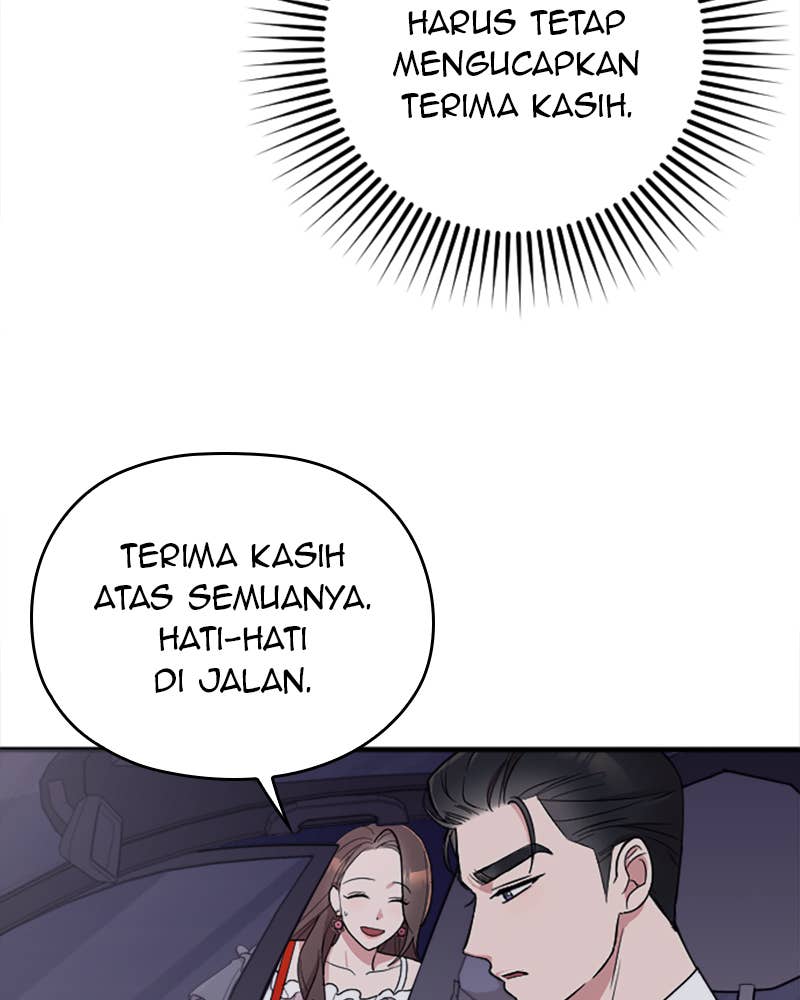 HARUS TETAP
MENGUCAPKAN
TERIMA KASIH.
TERIMA KASIH
ATAS SEMUANYA.
HATI-HATI
DI JALAN.